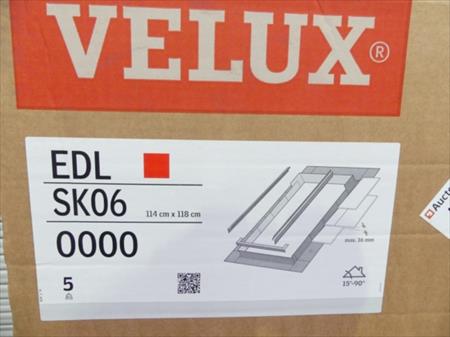 VELUX®
EDL
SK06 114 cm x 118 cm
0000
5
max. 16 mm
15°-90°